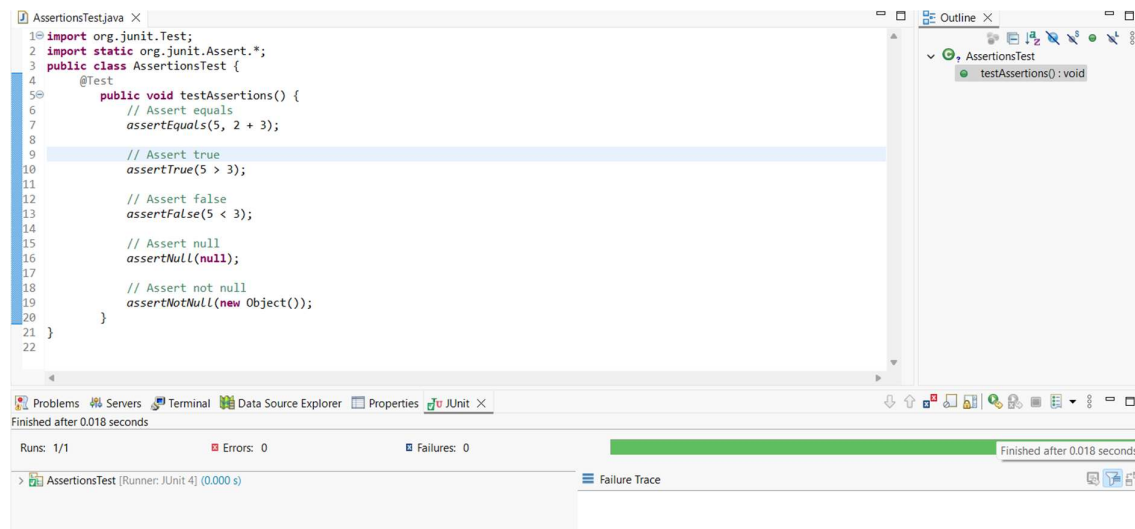 AssertionsTest.java
1 import org.junit.Test;
2 import static org.junit.Assert.*;
3 public class AssertionsTest {
4 @Test
5 public void testAssertions() {
6 // Assert equals
7 assertEquals(5, 2 + 3);
8
9 // Assert true
10 assertTrue(5 > 3);
11
12 // Assert false
13 assertFalse(5 < 3);
14
15 // Assert null
16 assertNull(null);
17
18 // Assert not null
19 assertNotNull(new Object());
20 }
21 }
22
Outline
AssertionsTest
testAssertions() : void
Problems Servers Terminal Data Source Explorer Properties JUnit
Finished after 0.018 seconds
Runs: 1/1 Errors: 0 Failures: 0
Finished after 0.018 seconds
AssertionsTest [Runner: JUnit 4] (0.000 s)
Failure Trace